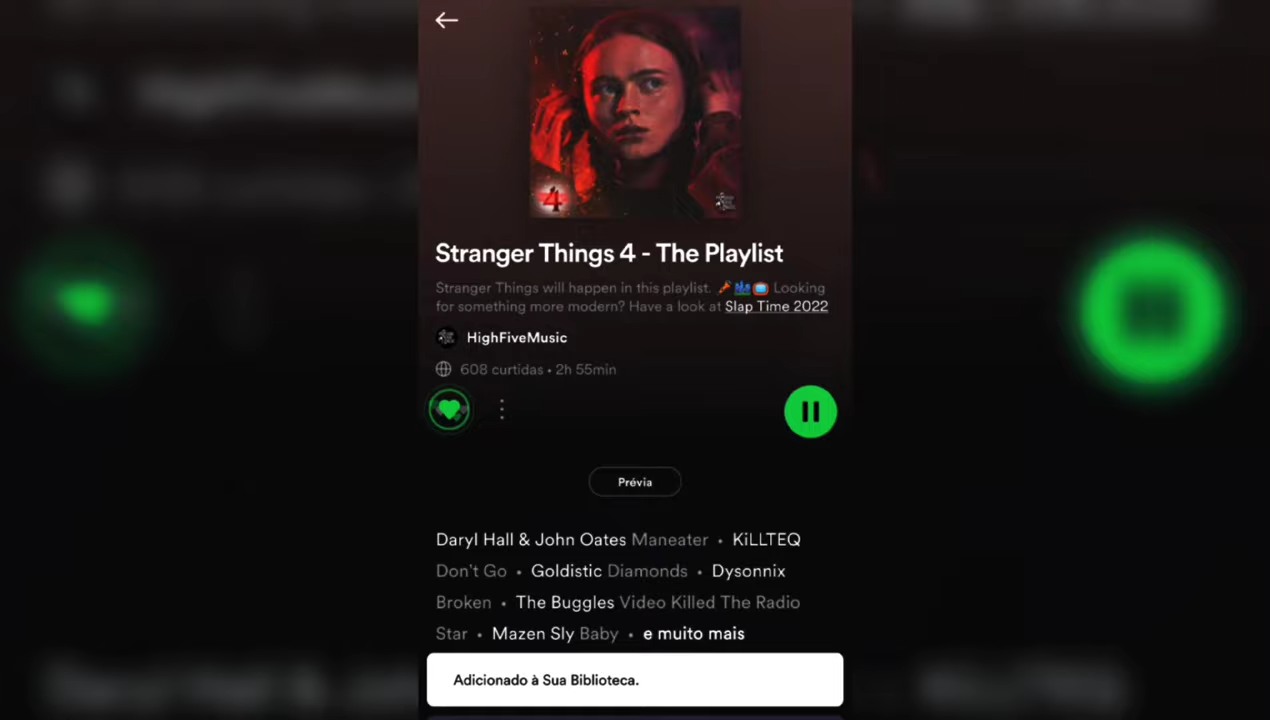 4
Stranger Things 4 - The Playlist
Stranger Things will happen in this playlist. 🧨🌌📺 Looking
for something more modern? Have a look at Slap Time 2022
HighFiveMusic
608 curtidas • 2h 55min
Prévia
Daryl Hall & John Oates Maneater • KiLLTEQ
Don't Go • Goldistic Diamonds • Dysonnix
Broken • The Buggles Video Killed The Radio
Star • Mazen Sly Baby • e muito mais
Adicionado à Sua Biblioteca.